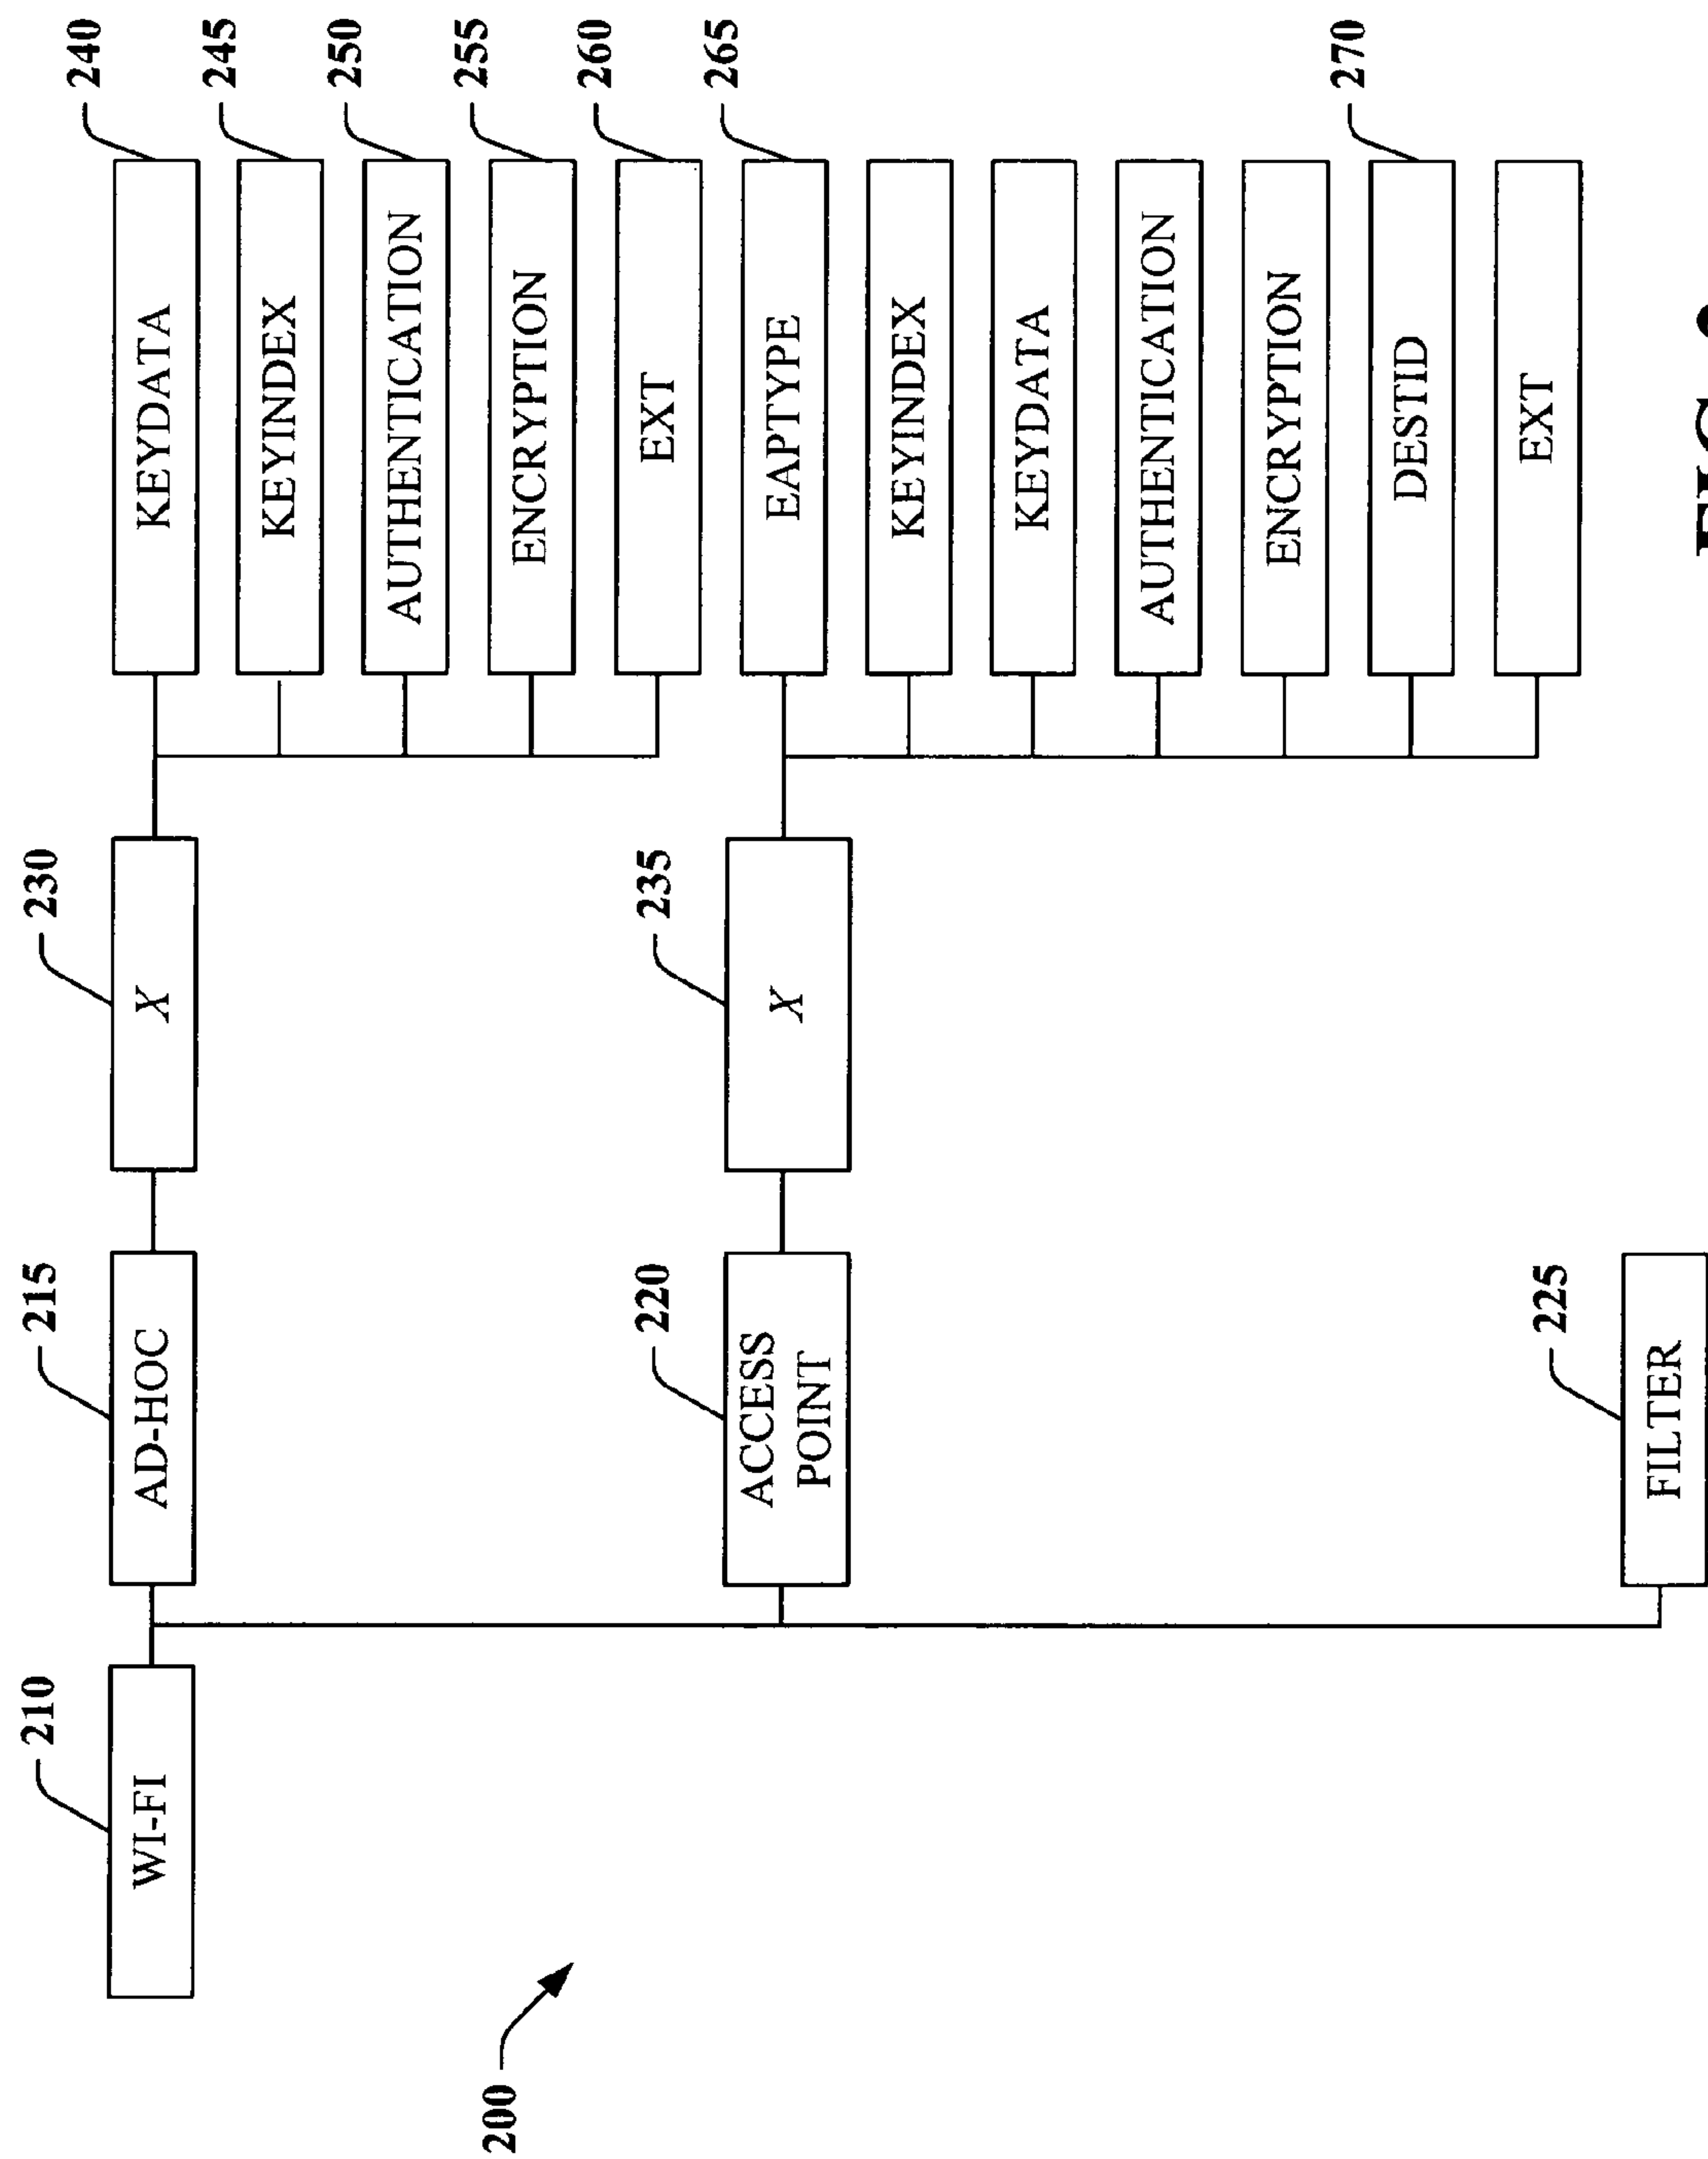 240
KEYDATA
245
KEYINDEX
250
AUTHENTICATION
255
ENCRYPTION
260
EXT
265
EAPTYPE
KEYINDEX
KEYDATA
AUTHENTICATION
ENCRYPTION
270
DESTID
EXT
230
X
235
X
215
AD-HOC
220
ACCESS
POINT
225
FILTER
210
WI-FI
200